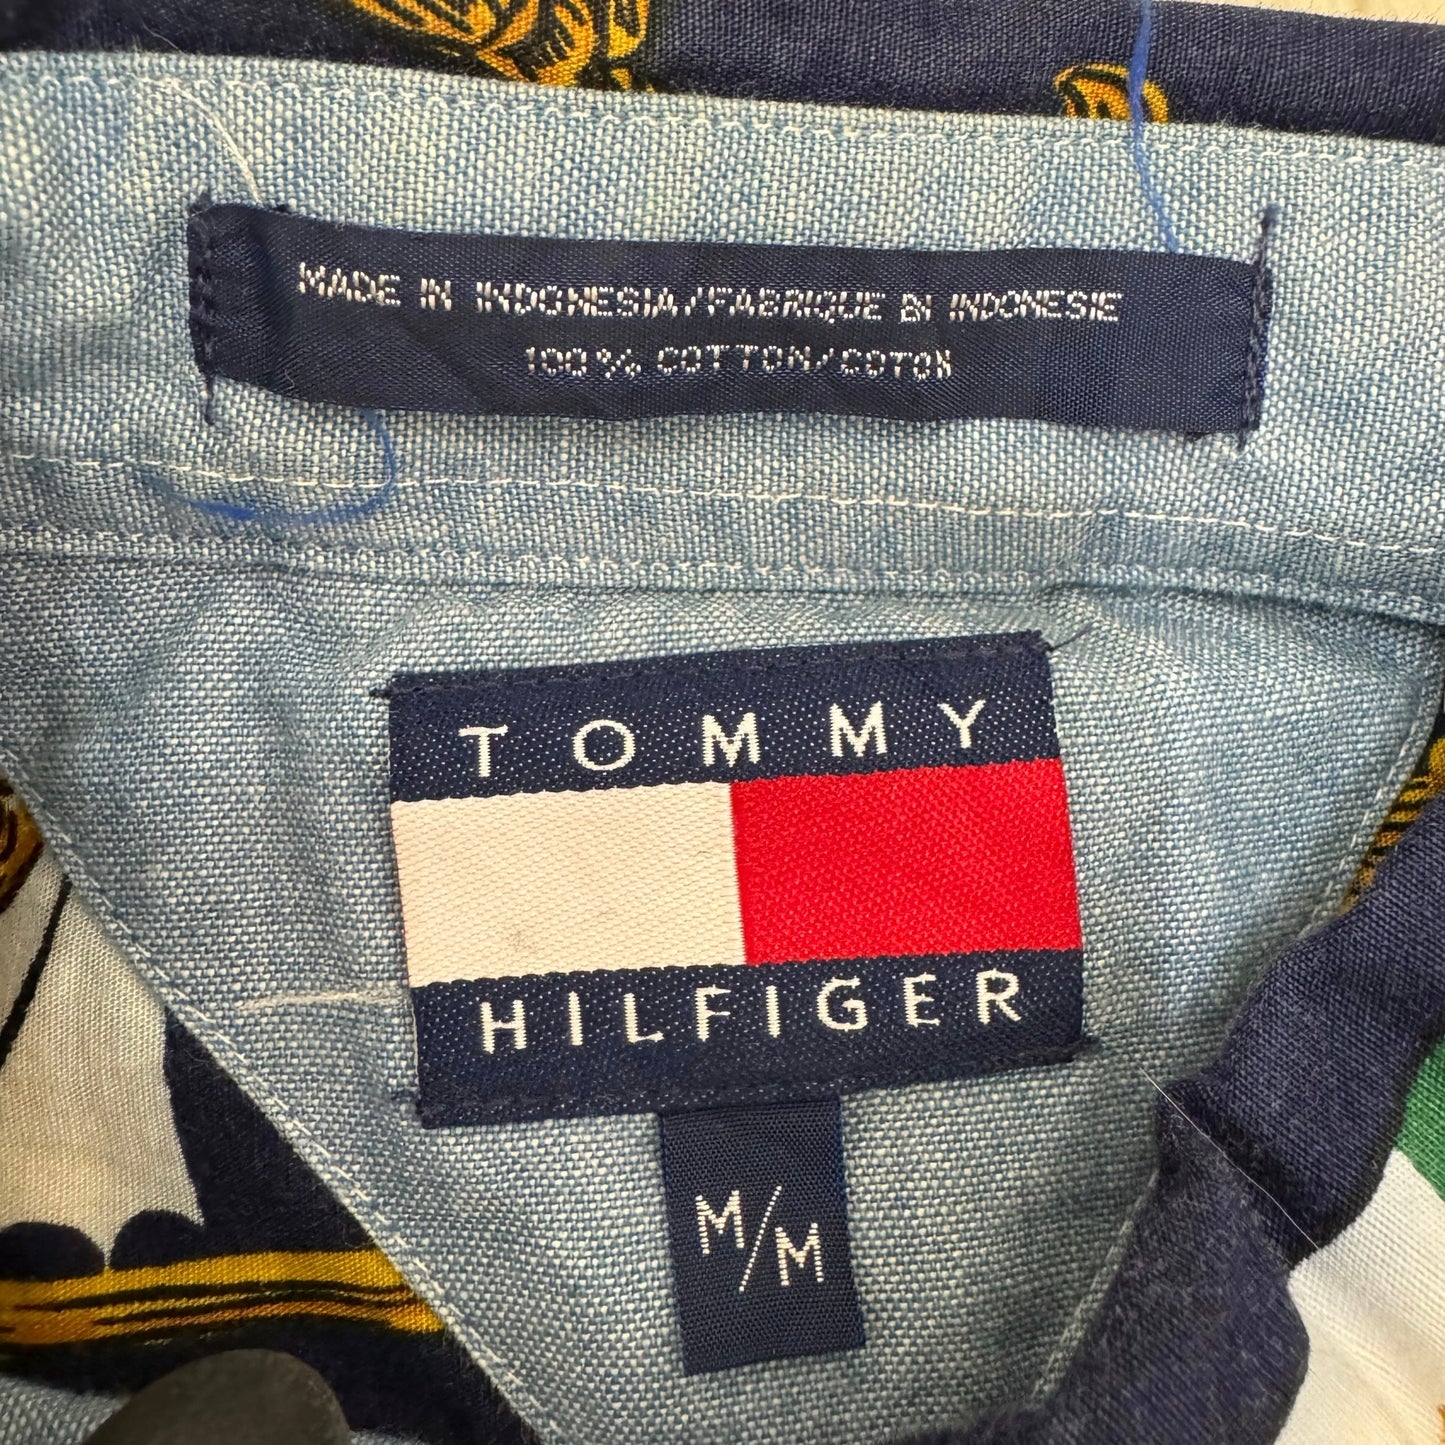 MADE IN INDONESIA/FABRIQUE EN INDONESIE
100% COTTON/COTON
TOMMY
HILFIGER
M/M